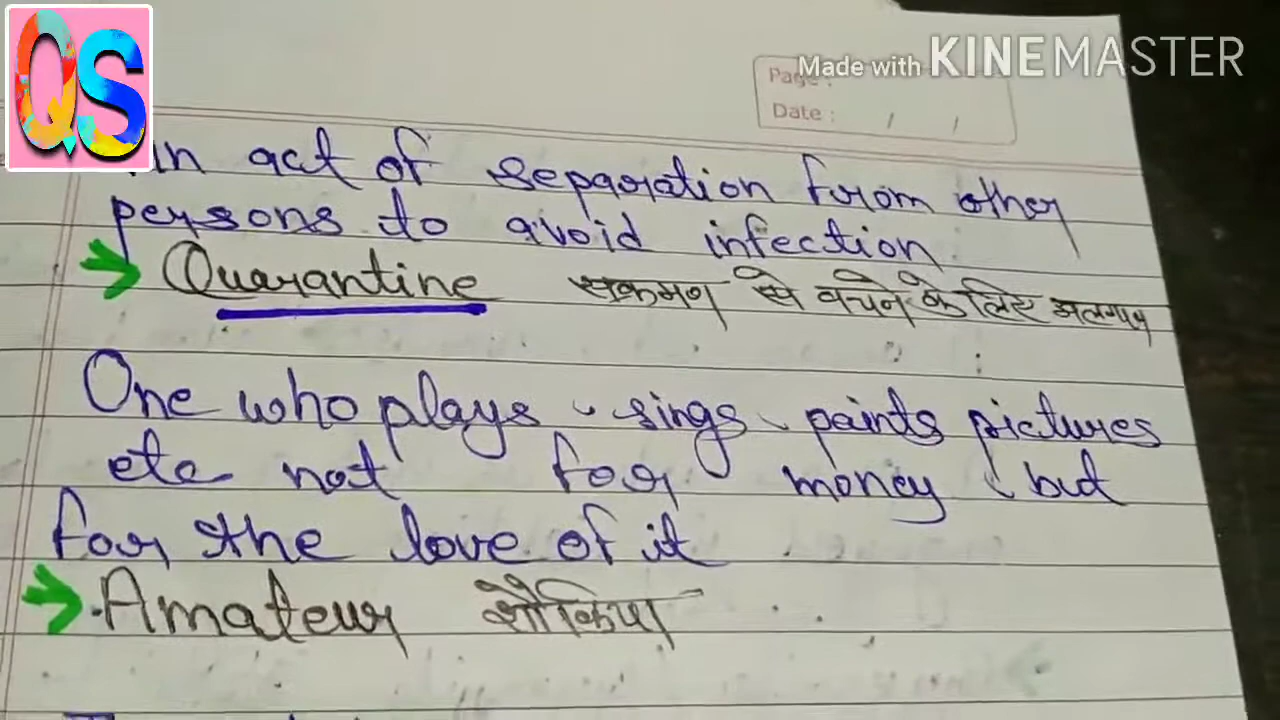 QS
Made with KINEMASTER
Page :
Date : / /
An act of separation from other
persons to avoid infection
Quarantine सक्रमण से बचने के लिए अलगाव
One who plays, sings, paints pictures
etc not for money, but
for the love of it
Amateur शौकिया